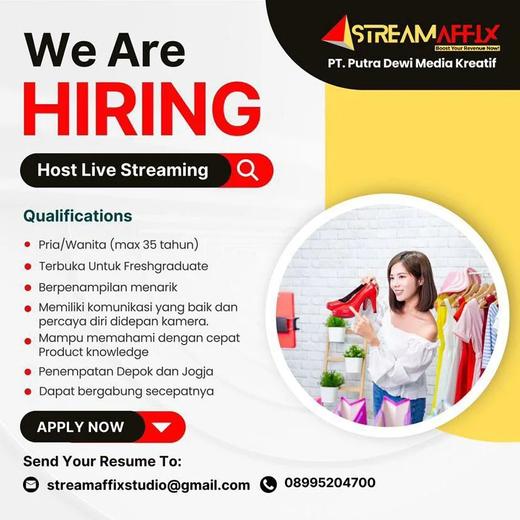 We Are
HIRING
STREAMAFFIX
Boost Your Revenue Now!
PT. Putra Dewi Media Kreatif
Host Live Streaming
Qualifications
Pria/Wanita (max 35 tahun)
Terbuka Untuk Freshgraduate
Berpenampilan menarik
Memiliki komunikasi yang baik dan
percaya diri didepan kamera.
Mampu memahami dengan cepat
Product knowledge
Penempatan Depok dan Jogja
Dapat bergabung secepatnya
APPLY NOW
Send Your Resume To:
streamaffixstudio@gmail.com 08995204700